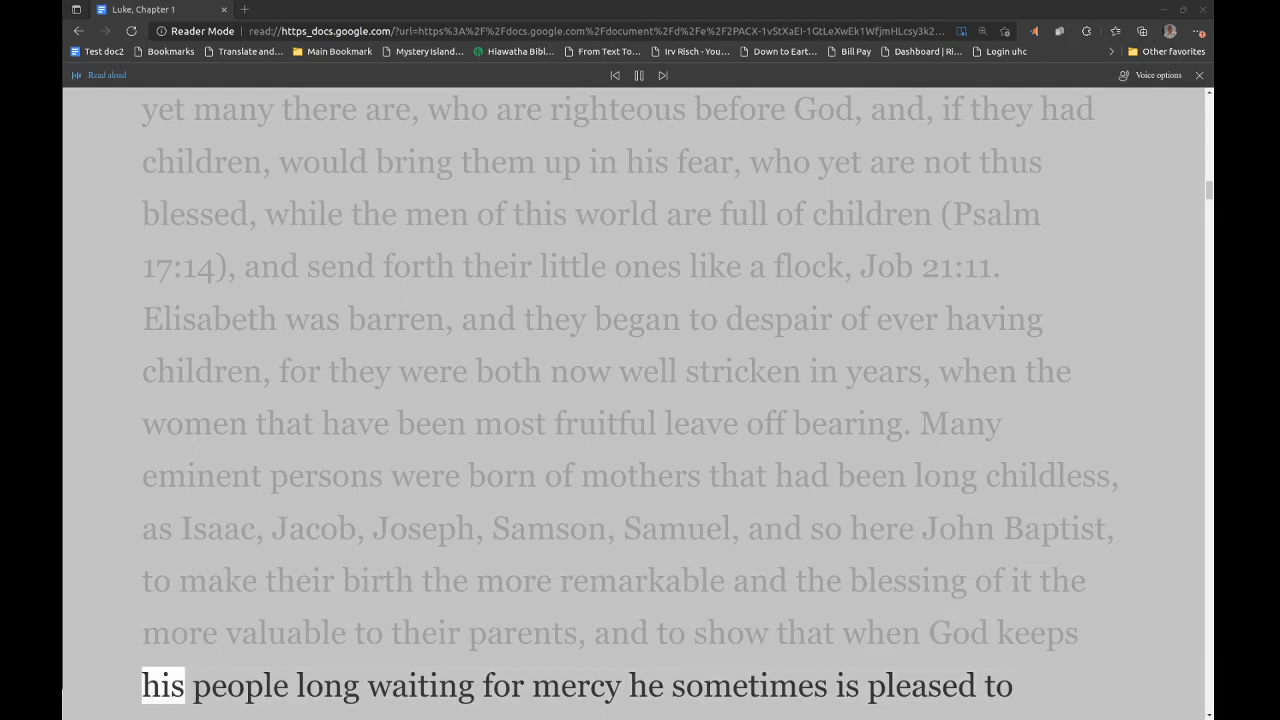 Luke, Chapter 1
Reader Mode
read://https_docs.google.com/?url=https%3A%2F%2Fdocs.google.com%2Fdocument%2Fd%2Fe%2F2PACX-1vStXaEI-1GtLeXwEk1WfjmHLcsy3k2...
Test doc2 Bookmarks Translate and... Main Bookmark Mystery Island.... Hiawatha Bibl... From Text To... Irv Risch - You... Down to Eart... Bill Pay Dashboard | Ri... Login uhc Other favorites
Read aloud Voice options
yet many there are, who are righteous before God, and, if they had
children, would bring them up in his fear, who yet are not thus
blessed, while the men of this world are full of children (Psalm
17:14), and send forth their little ones like a flock, Job 21:11.
Elisabeth was barren, and they began to despair of ever having
children, for they were both now well stricken in years, when the
women that have been most fruitful leave off bearing. Many
eminent persons were born of mothers that had been long childless,
as Isaac, Jacob, Joseph, Samson, Samuel, and so here John Baptist,
to make their birth the more remarkable and the blessing of it the
more valuable to their parents, and to show that when God keeps
his people long waiting for mercy he sometimes is pleased to